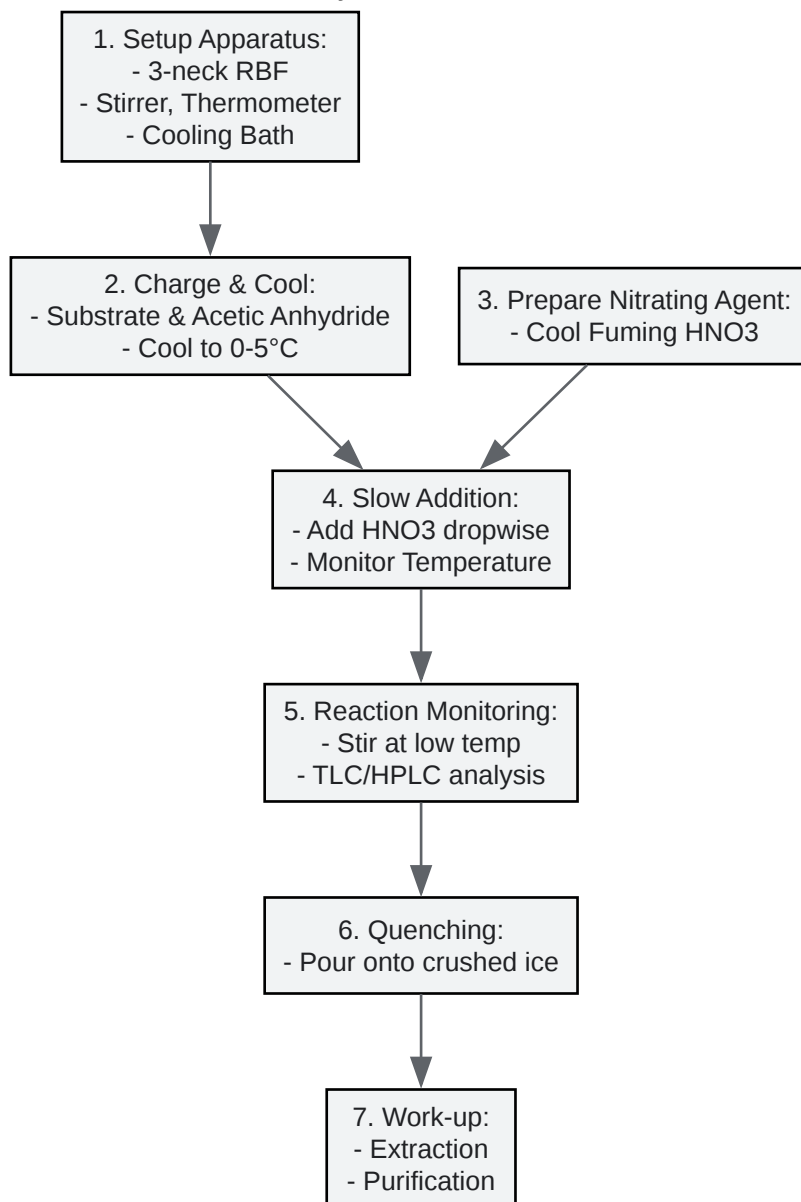 1. Setup Apparatus:
- 3-neck RBF
- Stirrer, Thermometer
- Cooling Bath
2. Charge & Cool:
- Substrate & Acetic Anhydride
- Cool to 0-5°C
3. Prepare Nitrating Agent:
- Cool Fuming HNO3
4. Slow Addition:
- Add HNO3 dropwise
- Monitor Temperature
5. Reaction Monitoring:
- Stir at low temp
- TLC/HPLC analysis
6. Quenching:
- Pour onto crushed ice
7. Work-up:
- Extraction
- Purification